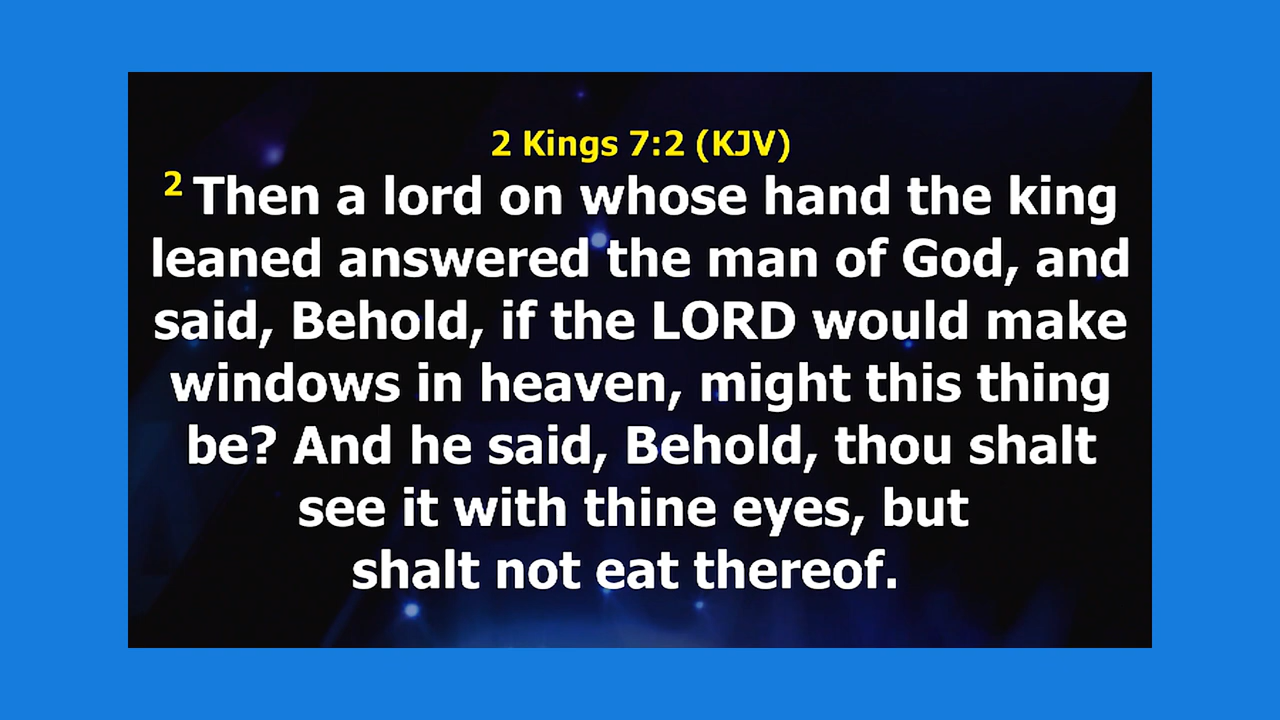 2 Kings 7:2 (KJV)
2 Then a lord on whose hand the king
leaned answered the man of God, and
said, Behold, if the LORD would make
windows in heaven, might this thing
be? And he said, Behold, thou shalt
see it with thine eyes, but
shalt not eat thereof.